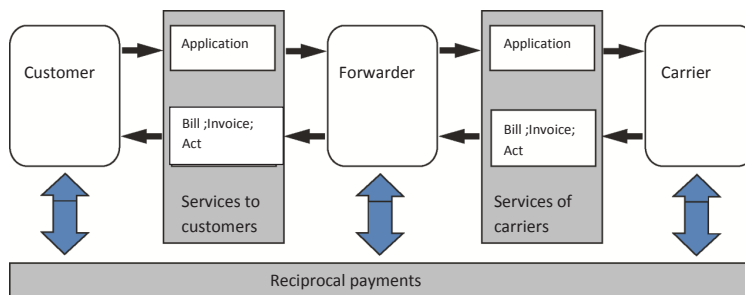 Customer
Application
Forwarder
Application
Carrier
Bill ;Invoice;
Act
Bill ;Invoice;
Act
Services to
customers
Services of
carriers
Reciprocal payments